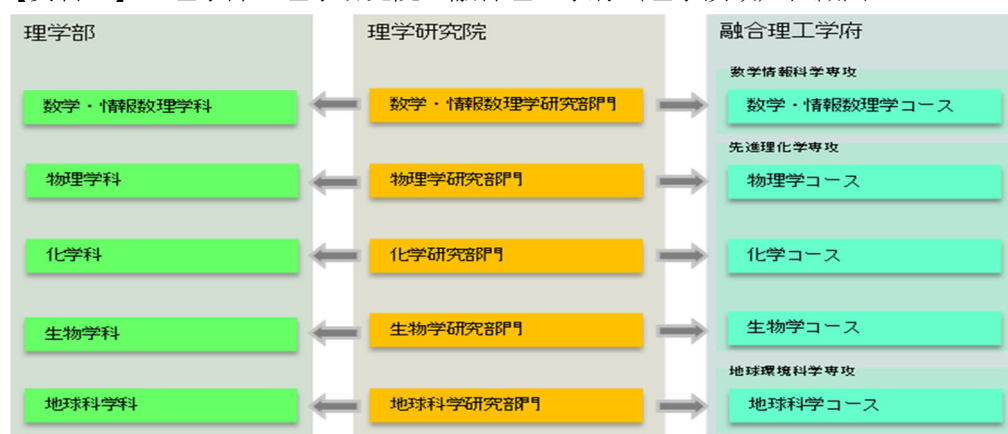 理学部
理学研究院
融合理工学府
数学情報科学専攻
数学・情報数理学科
数学・情報数理学研究部門
数学・情報数理学コース
先進理化学専攻
物理学科
物理学研究部門
物理学コース
化学科
化学研究部門
化学コース
生物学科
生物学研究部門
生物学コース
地球環境科学専攻
地球科学科
地球科学研究部門
地球科学コース